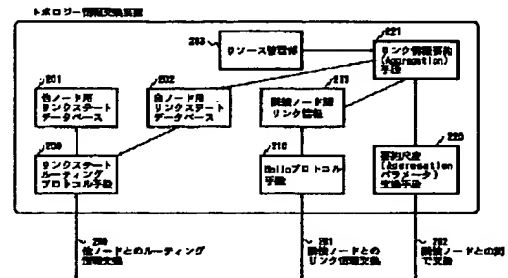 トポロジー情報交換装置
203
リソース管理部
221
リンク情報要約
(Aggregation)
手段
201
他ノード用
リンクステート
データベース
202
自ノード用
リンクステート
データベース
211
隣接ノード間
リンク情報
200
リンクステート
ルーティング
プロトコル手段
210
Helloプロトコル
手段
220
要約尺度
(Aggregation
パラメータ)
交換手段
他ノードとのルーティング
情報交換
隣接ノードとの
リンク情報交換
隣接ノードとの間
で交換